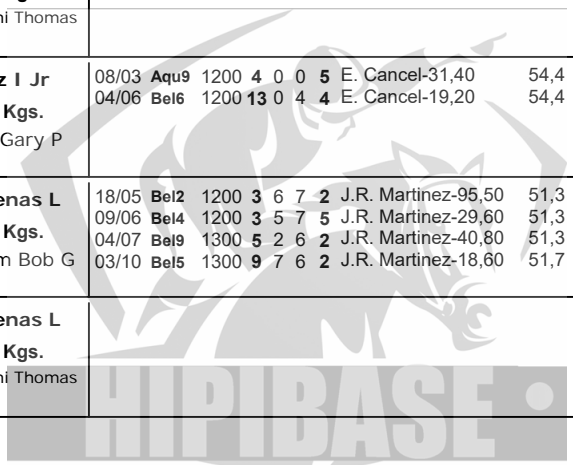 ni Thomas
z I Jr
08/03 Aqu9 1200 4 0 0 5 E. Cancel-31,40 54,4
04/06 Bel6 1200 13 0 4 4 E. Cancel-19,20 54,4
Kgs.
Gary P
enas L
18/05 Bel2 1200 3 6 7 2 J.R. Martinez-95,50 51,3
09/06 Bel4 1200 3 5 7 5 J.R. Martinez-29,60 51,3
Kgs.
04/07 Bel9 1300 5 2 6 2 J.R. Martinez-40,80 51,3
m Bob G
03/10 Bel5 1300 9 7 6 2 J.R. Martinez-18,60 51,7
enas L
Kgs.
ni Thomas
HIPIBASE